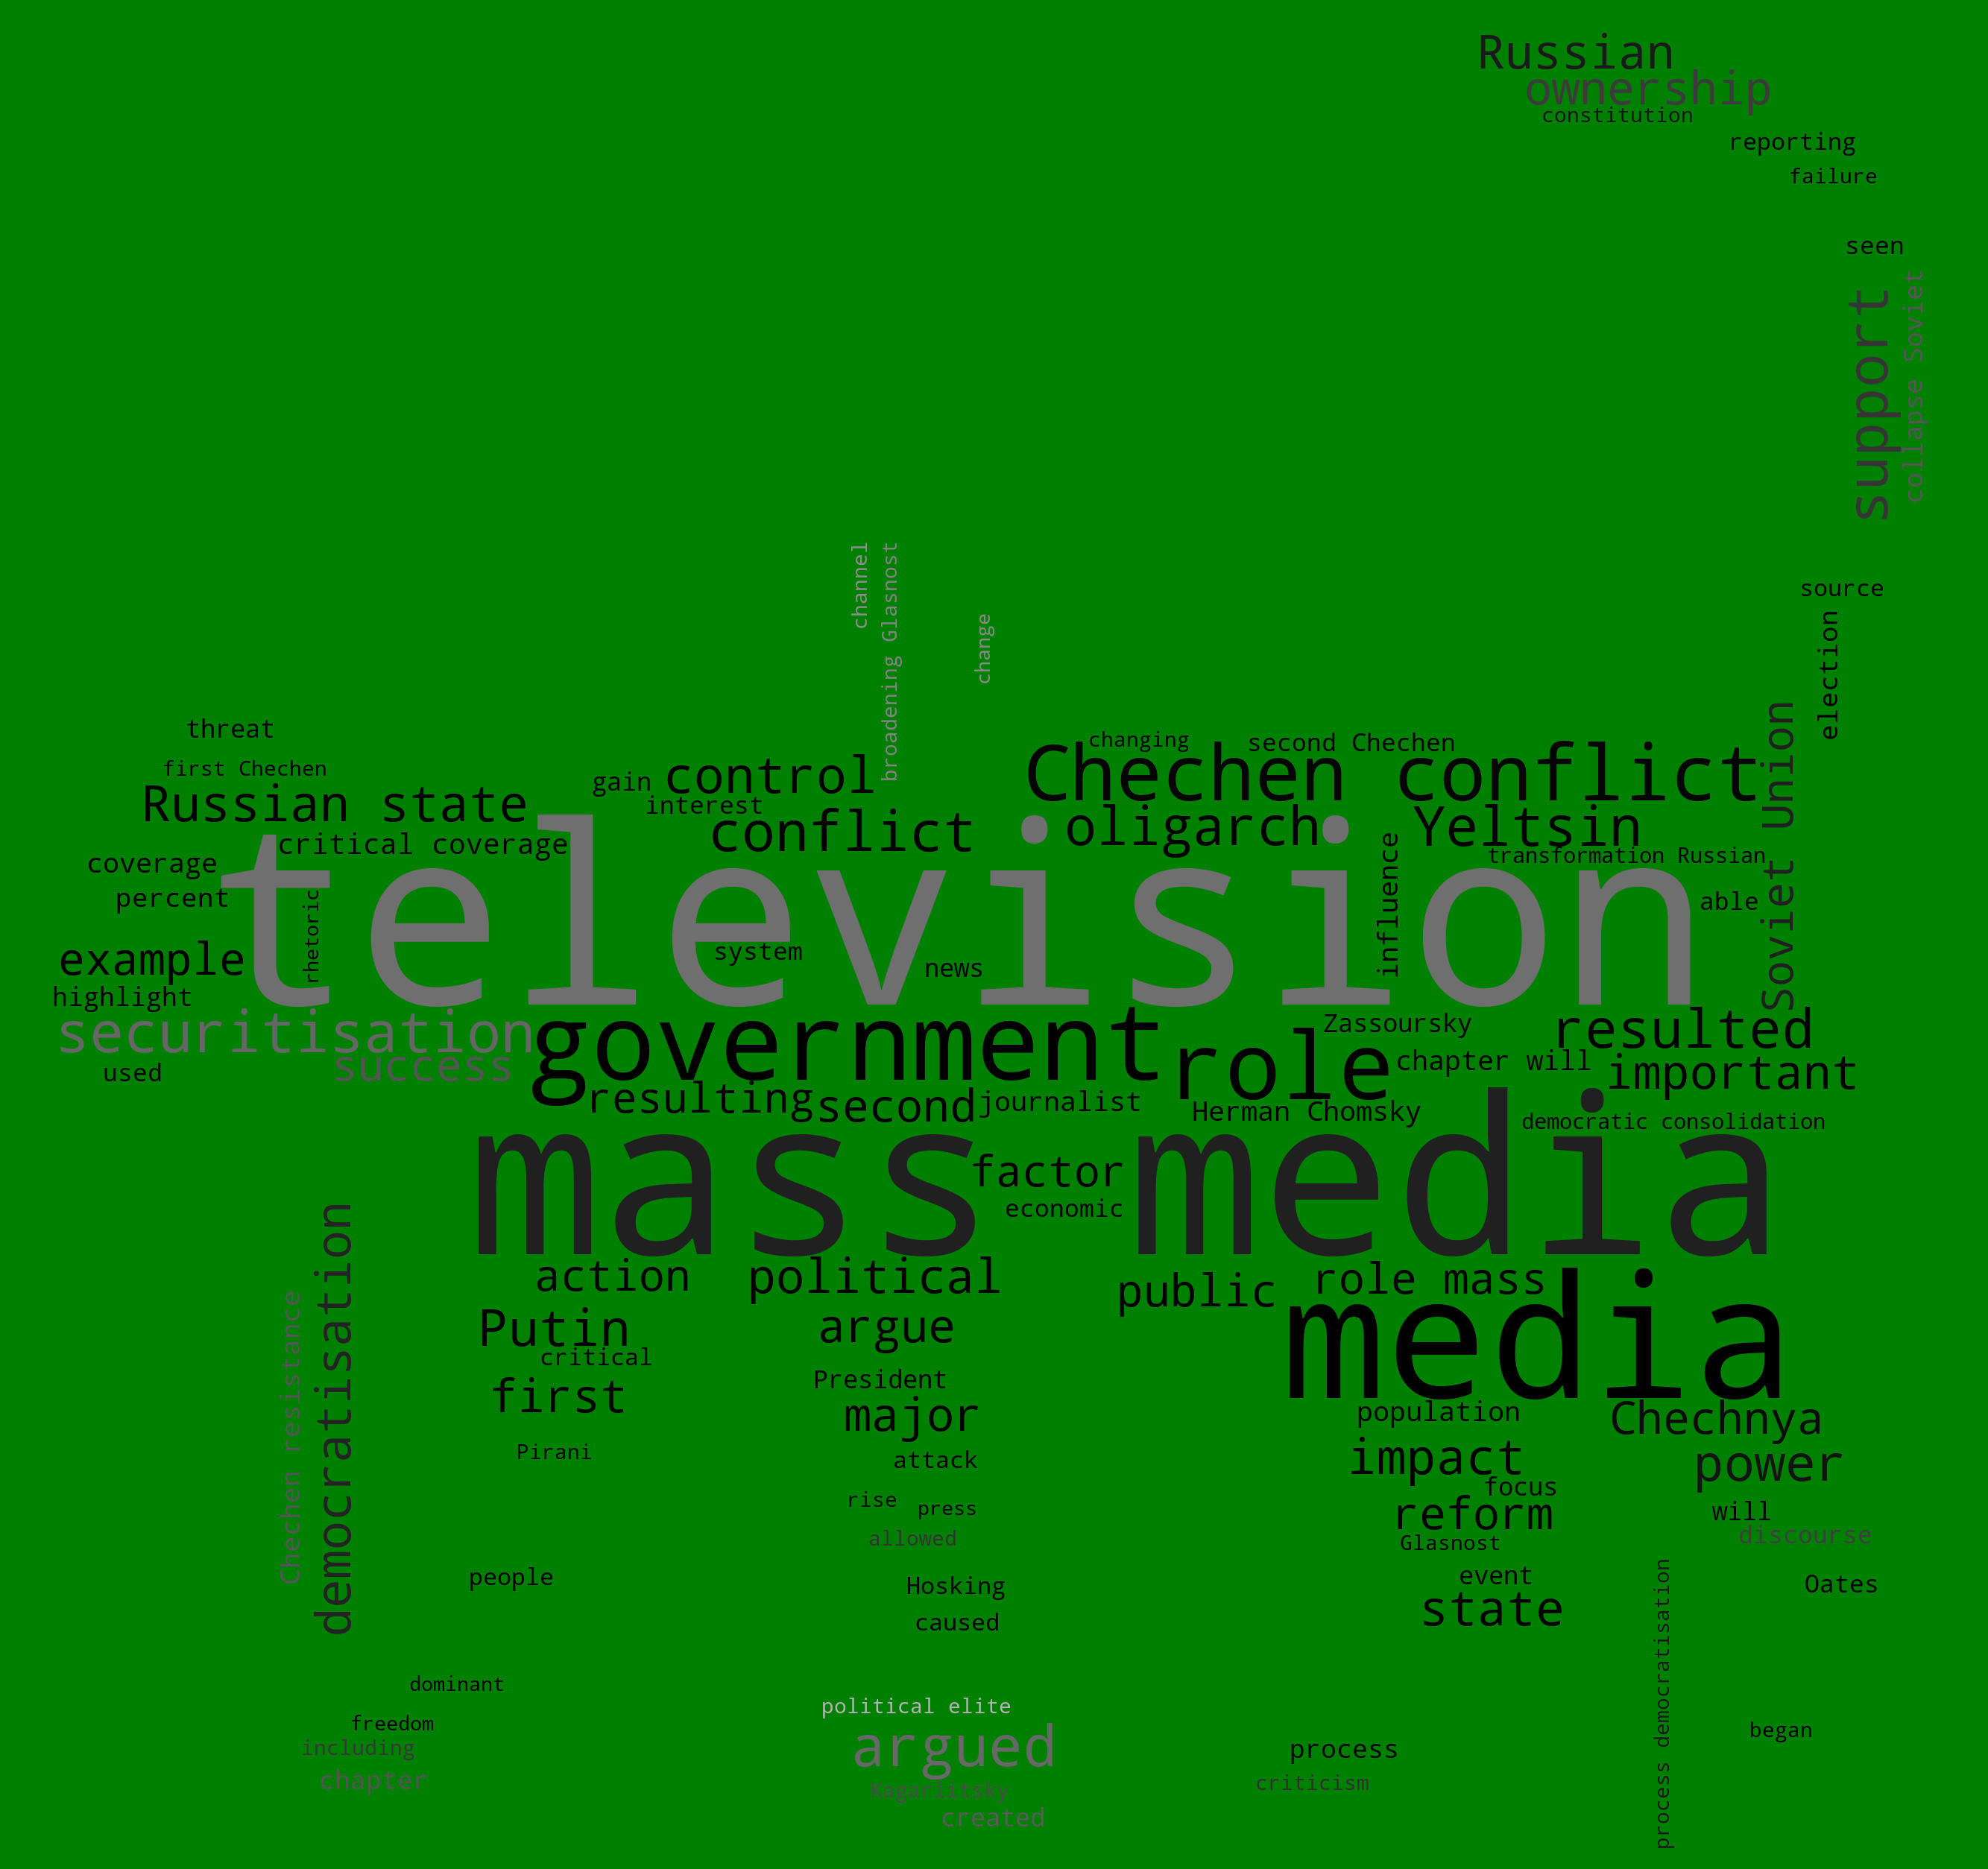 Russian
ownership
constitution
reporting
failure
seen
support
collapse Soviet
channel
broadening Glasnost
change
source
election
threat
first Chechen
Russian state
gain
control
interest
changing
second Chechen
Chechen conflict
Soviet Union
critical coverage
conflict
oligarch
Yeltsin
transformation Russian
coverage
percent
television
influence
able
rhetoric
example
system
news
highlight
securitisation
success
used
government
role
Zassoursky
resulted
chapter will
important
resulting
second
journalist
Herman Chomsky
democratic consolidation
mass media
factor
economic
democratisation
Chechen resistance
action
political
public
role mass
Putin
argue
media
critical
first
President
major
population
Chechnya
Pirani
attack
impact
power
rise
press
focus
reform
will
allowed
Glasnost
discourse
people
Hosking
event
Oates
caused
state
process democratisation
dominant
freedom
political elite
including
argued
process
began
chapter
criticism
created